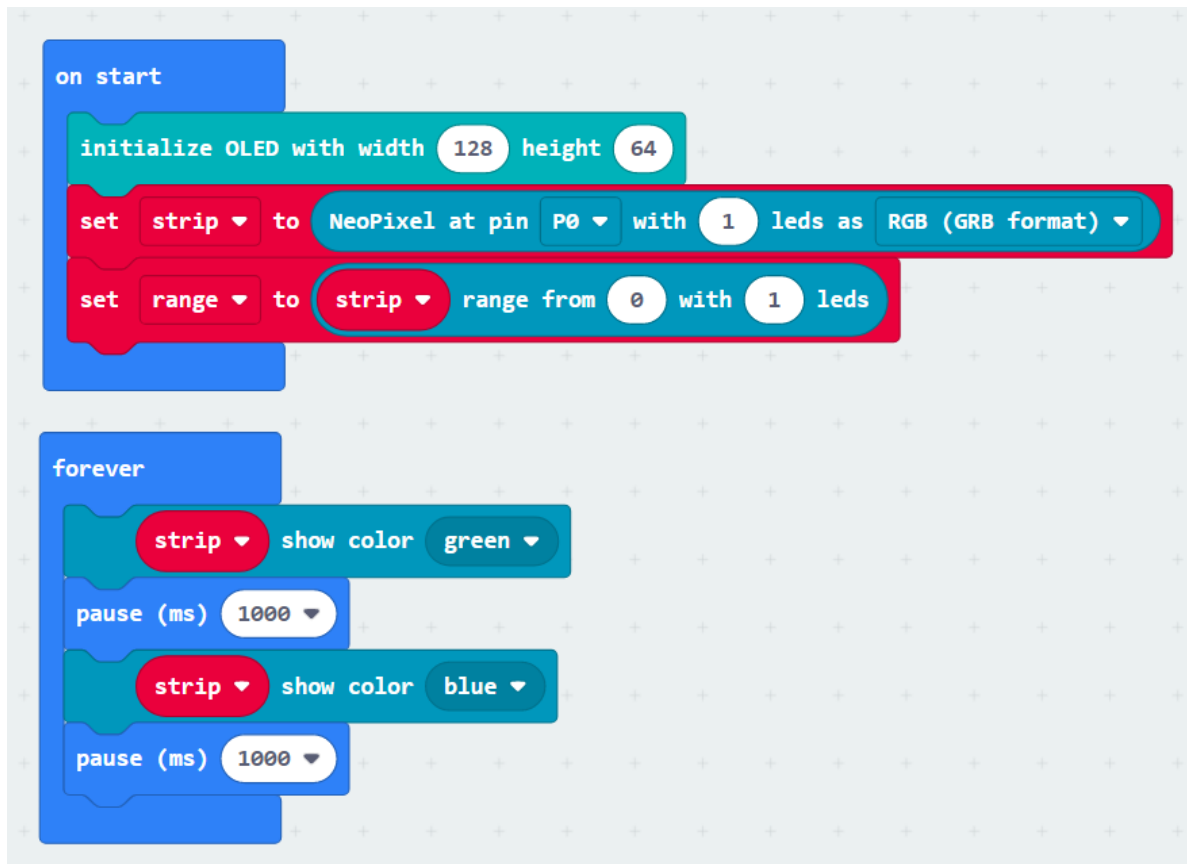 on start
initialize OLED with width 128 height 64
set strip to NeoPixel at pin P0 with 1 leds as RGB (GRB format)
set range to strip range from 0 with 1 leds
forever
strip show color green
pause (ms) 1000
strip show color blue
pause (ms) 1000